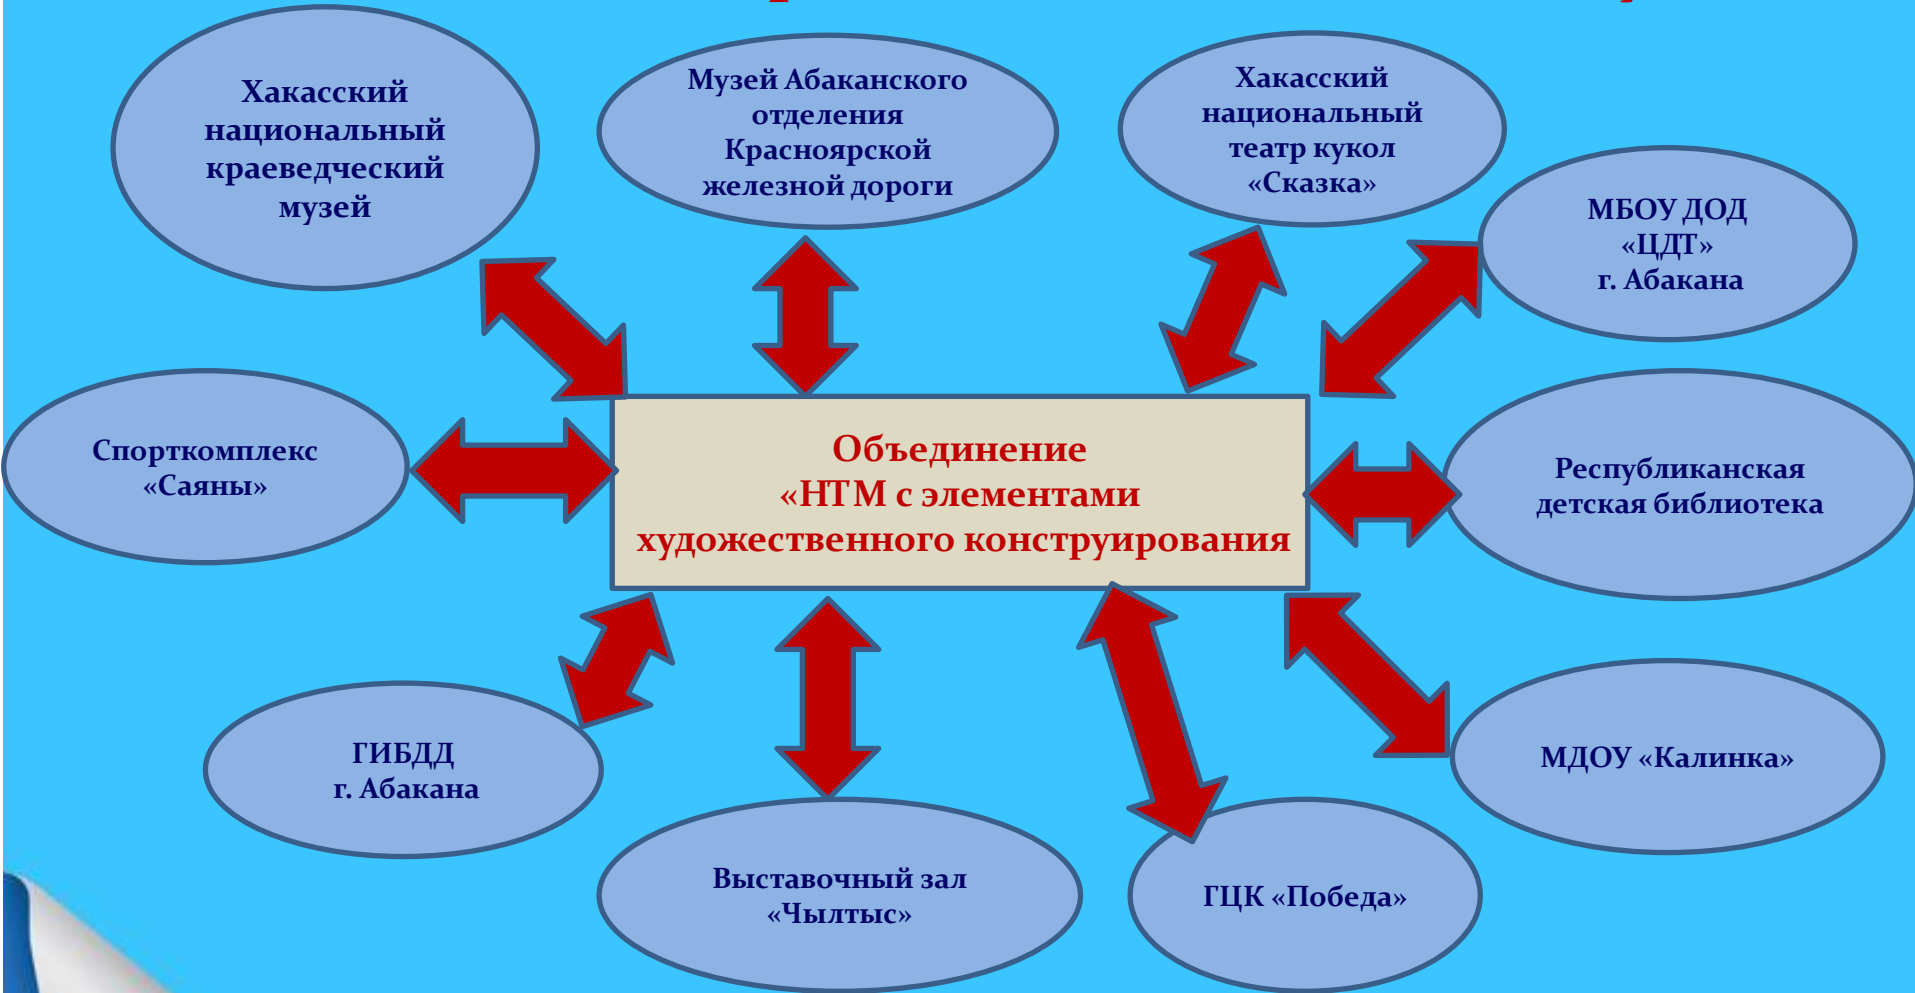 Хакасский
национальный
краеведческий
музей
Музей Абаканского
отделения
Красноярской
железной дороги
Хакасский
национальный
театр кукол
«Сказка»
МБОУ ДОД
«ЦДТ»
г. Абакана
Спорткомплекс
«Саяны»
Объединение
«НТМ с элементами
художественного конструирования
Республиканская
детская библиотека
ГИБДД
г. Абакана
Выставочный зал
«Чылтыс»
ГЦК «Победа»
МДОУ «Калинка»